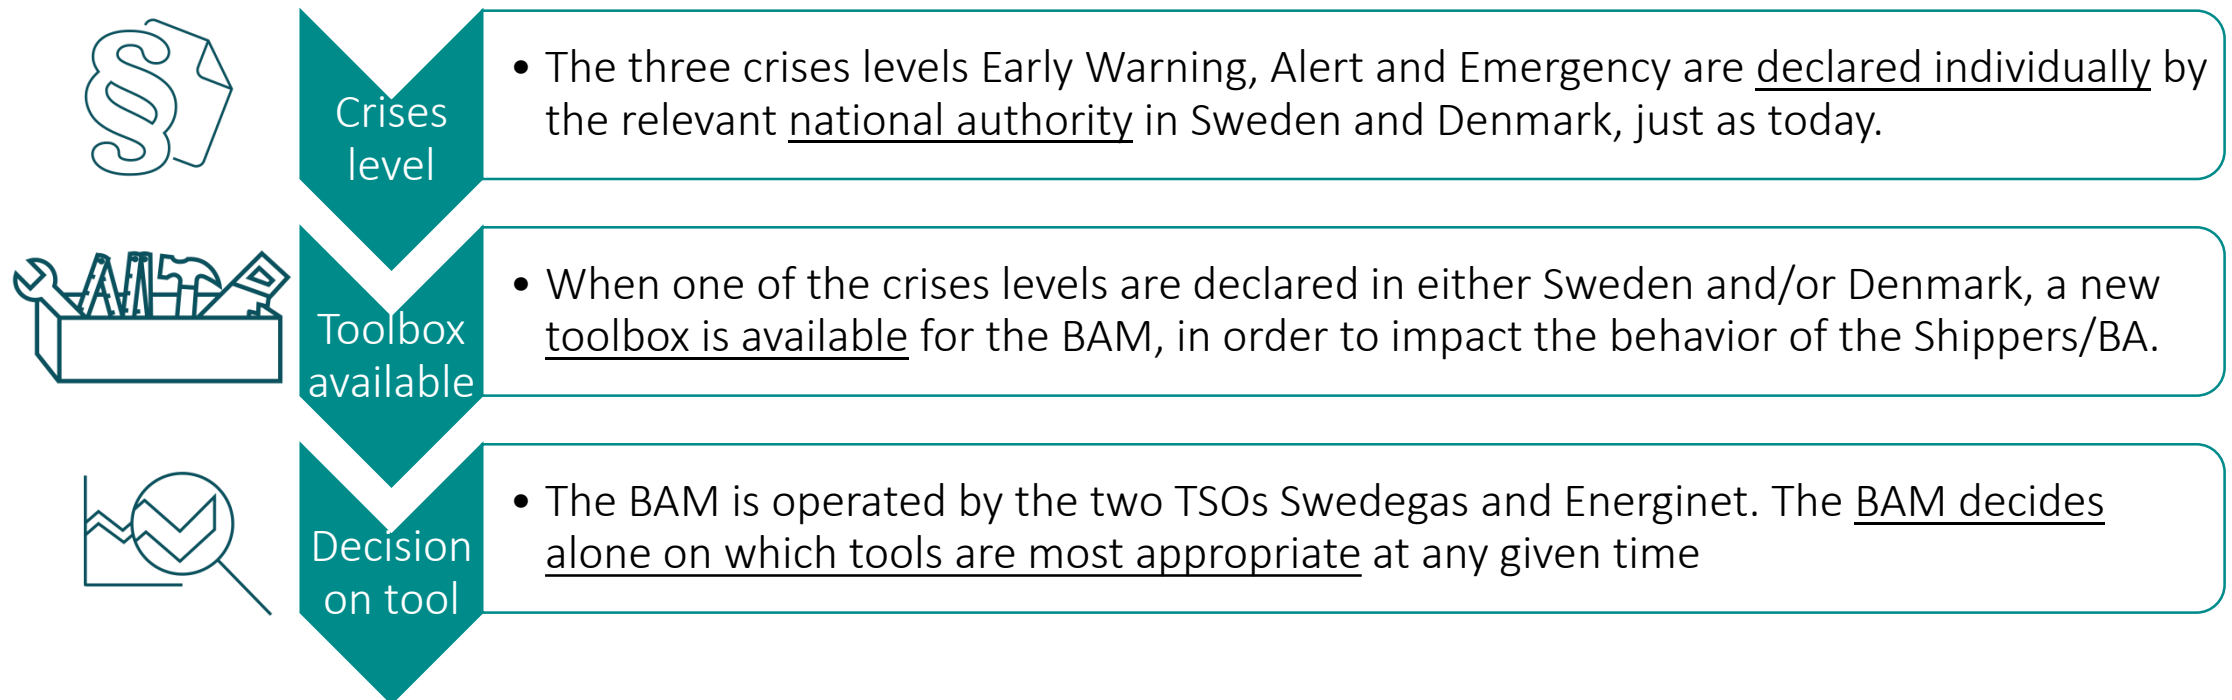 Crises
level
• The three crises levels Early Warning, Alert and Emergency are declared individually by
the relevant national authority in Sweden and Denmark, just as today.
Toolbox
available
• When one of the crises levels are declared in either Sweden and/or Denmark, a new
toolbox is available for the BAM, in order to impact the behavior of the Shippers/BA.
Decision
on tool
• The BAM is operated by the two TSOs Swedegas and Energinet. The BAM decides
alone on which tools are most appropriate at any given time